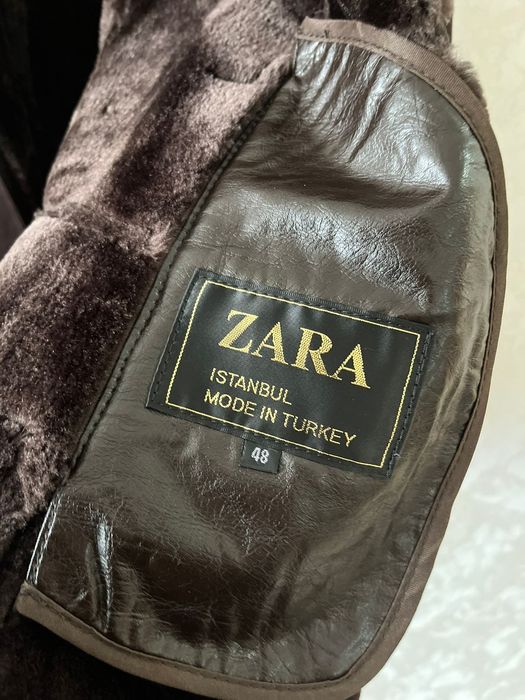 ZARA
ISTANBUL
MODE IN TURKEY
48